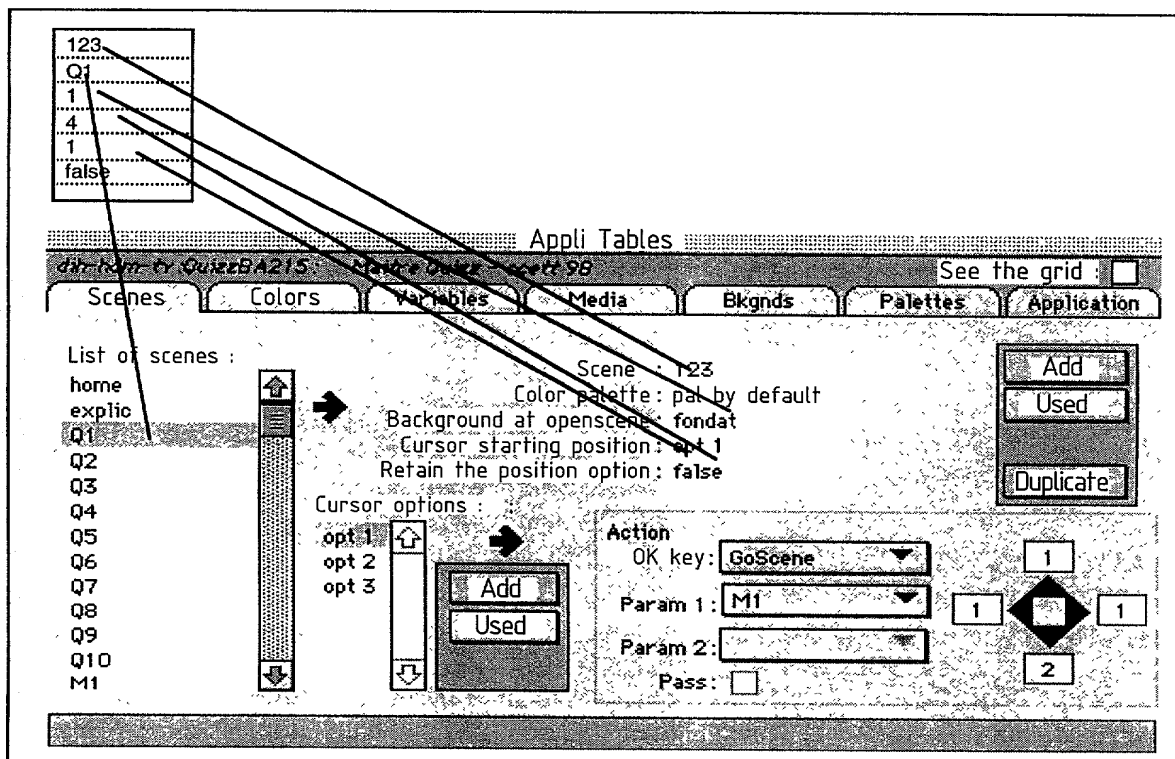 123
Q1
1
4
1
false
Appli Tables
See the grid :
Scenes Colors Variables Media Bkgnds Palettes Application
List of scenes :
home
explic
Q1
Q2
Q3
Q4
Q5
Q6
Q7
Q8
Q9
Q10
M1
Scene : 123
Color palette : pal by default
Background at openscene : fondat
Cursor starting position : opt 1
Retain the position option : false
Add
Used
Duplicate
Cursor options :
opt 1
opt 2
opt 3
Add
Used
Action
OK key : GoScene
Param 1 : M1
Param 2 :
Pass :
1
1 1
2